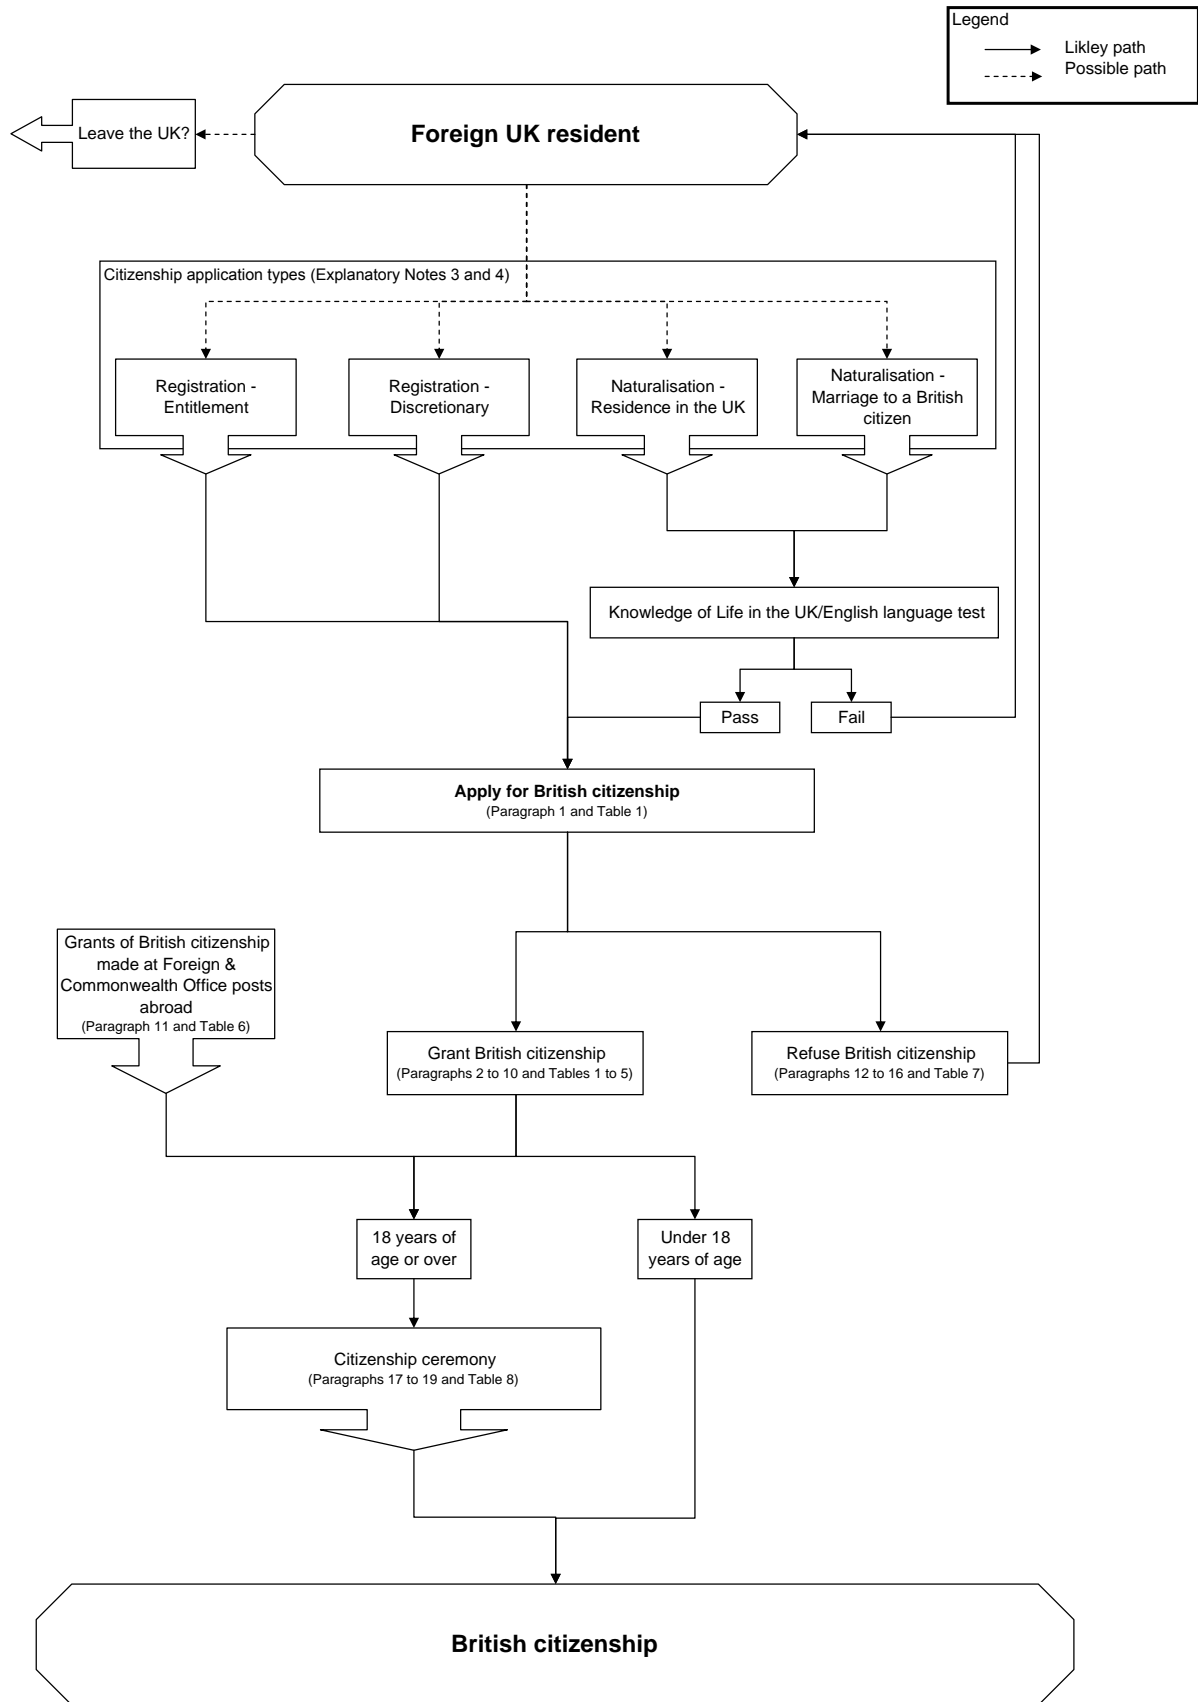 Legend
Likley path
Possible path
Leave the UK?
Foreign UK resident
Citizenship application types (Explanatory Notes 3 and 4)
Registration -
Entitlement
Registration -
Discretionary
Naturalisation -
Residence in the UK
Naturalisation -
Marriage to a British
citizen
Knowledge of Life in the UK/English language test
Pass
Fail
Apply for British citizenship
(Paragraph 1 and Table 1)
Grants of British citizenship
made at Foreign &
Commonwealth Office posts
abroad
(Paragraph 11 and Table 6)
Grant British citizenship
(Paragraphs 2 to 10 and Tables 1 to 5)
Refuse British citizenship
(Paragraphs 12 to 16 and Table 7)
18 years of
age or over
Under 18
years of age
Citizenship ceremony
(Paragraphs 17 to 19 and Table 8)
British citizenship